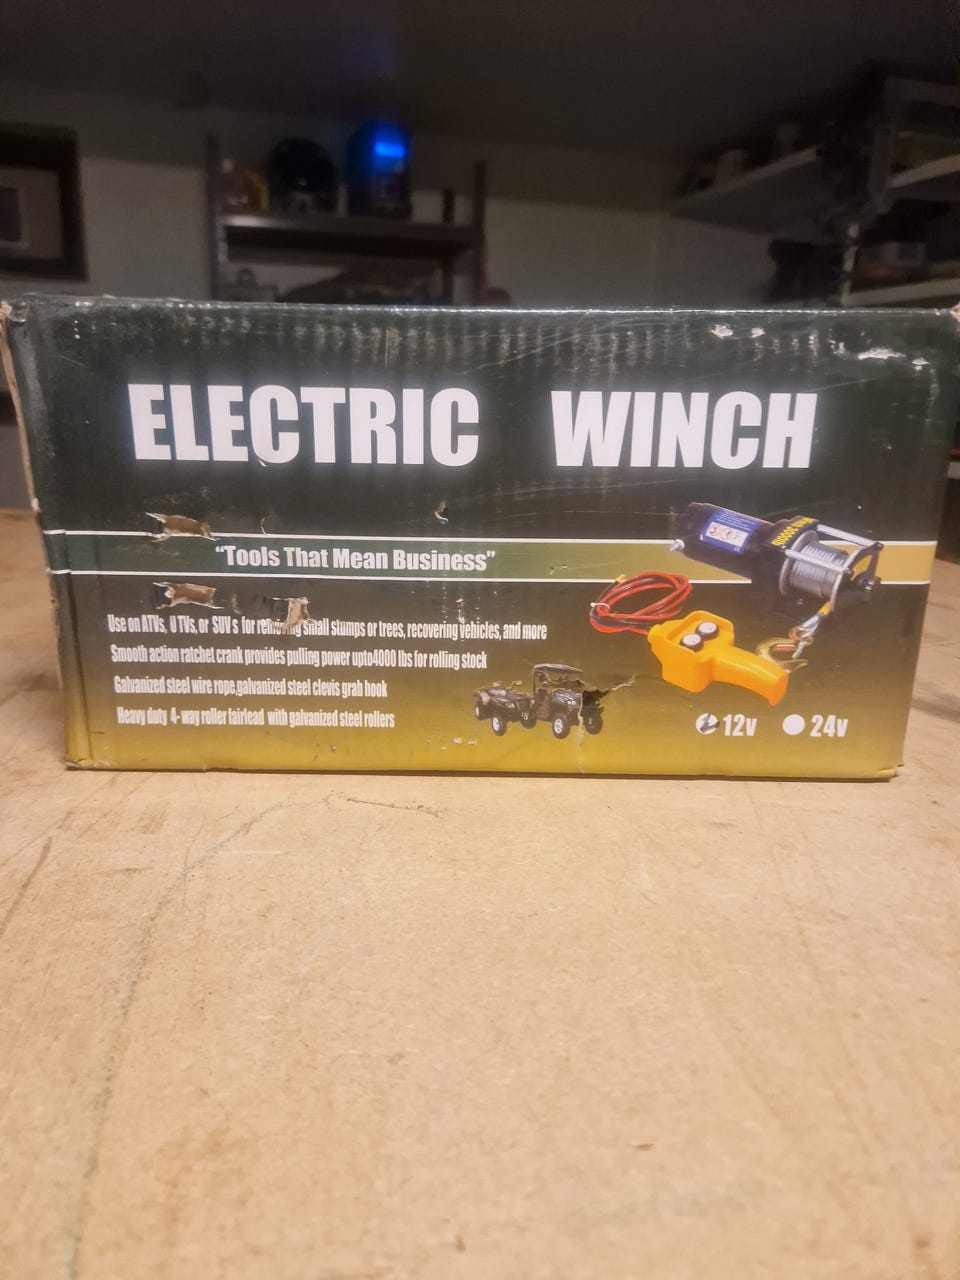 ELECTRIC WINCH
“Tools That Mean Business”
Use on ATVs, U TVs, or SUV s for removing small stumps or trees, recovering vehicles, and more
Smooth action ratchet crank provides pulling power upto4000 lbs for rolling stock
Galvanized steel wire rope,galvanized steel clevis grab hook
Heavy duty 4-way roller fairlead with galvanized steel rollers
12v 24v